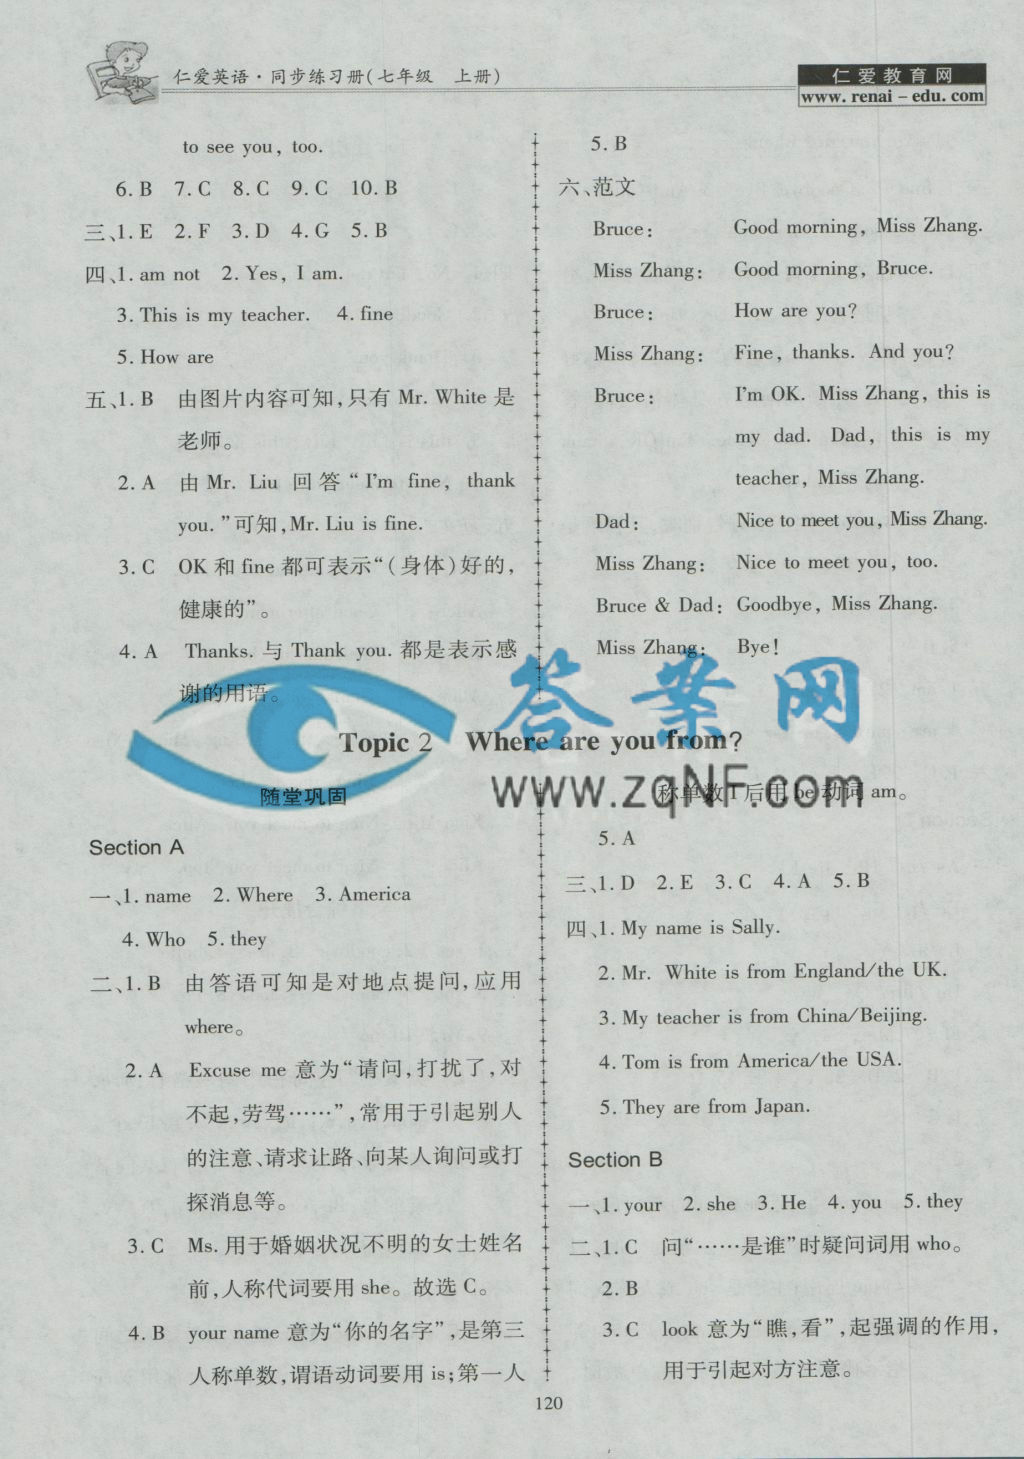 仁爱英语·同步练习册(七年级 上册)
仁爱教育网
www.renai-edu.com
to see you, too.
6. B 7. C 8. C 9. C 10. B
三、1. E 2. F 3. D 4. G 5. B
四、1. am not 2. Yes, I am.
3. This is my teacher. 4. fine
5. How are
五、1. B 由图片内容可知,只有 Mr. White 是
老师。
2. A 由 Mr. Liu 回答“I'm fine, thank
you.”可知,Mr. Liu is fine.
3. C OK 和 fine 都可表示“(身体)好的,
健康的”。
4. A Thanks. 与 Thank you. 都是表示感
谢的用语。
5. B
六、范文
Bruce: Good morning, Miss Zhang.
Miss Zhang: Good morning, Bruce.
Bruce: How are you?
Miss Zhang: Fine, thanks. And you?
Bruce: I'm OK. Miss Zhang, this is
my dad. Dad, this is my
teacher, Miss Zhang.
Dad: Nice to meet you, Miss Zhang.
Miss Zhang: Nice to meet you, too.
Bruce & Dad: Goodbye, Miss Zhang.
Miss Zhang: Bye!
答案网
www.zqNF.com
Topic 2 Where are you from?
随堂巩固
Section A
一、1. name 2. Where 3. America
4. Who 5. they
二、1. B 由答语可知是对地点提问,应用
where。
2. A Excuse me 意为“请问,打扰了,对
不起,劳驾……”,常用于引起别人
的注意、请求让路、向某人询问或打
探消息等。
3. C Ms. 用于婚姻状况不明的女士姓名
前,人称代词要用 she。故选 C。
4. B your name 意为“你的名字”,是第三
人称单数,谓语动词要用 is;第一人
称单数 I 后用 be 动词 am。
5. A
三、1. D 2. E 3. C 4. A 5. B
四、1. My name is Sally.
2. Mr. White is from England/the UK.
3. My teacher is from China/Beijing.
4. Tom is from America/the USA.
5. They are from Japan.
Section B
一、1. your 2. she 3. He 4. you 5. they
二、1. C 问“……是谁”时疑问词用 who。
2. B
3. C look 意为“瞧,看”,起强调的作用,
用于引起对方注意。
120